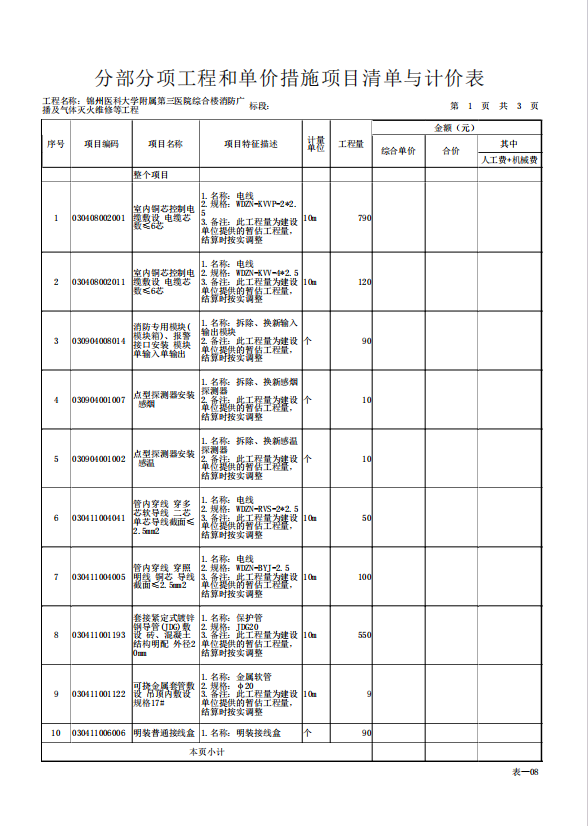 分部分项工程和单价措施项目清单与计价表
工程名称：锦州医科大学附属第三医院综合楼消防广
播及气体灭火维修等工程
标段：
第 1 页 共 3 页
序号
项目编码
项目名称
项目特征描述
计量
单位
工程量
金额（元）
综合单价
合价
其中
人工费+机械费
整个项目
1
030408002001
室内铜芯控制电
缆敷设 电缆芯
数≤6芯
1.名称：电线
2.规格：WDZN-KVVP-2*2.
5
3.备注：此工程量为建设
单位提供的暂估工程量，
结算时按实调整
10m
790
2
030408002011
室内铜芯控制电
缆敷设 电缆芯
数≤6芯
1.名称：电线
2.规格：WDZN-KVV-4*2.5
3.备注：此工程量为建设
单位提供的暂估工程量，
结算时按实调整
10m
120
3
030904008014
消防专用模块(
模块箱)、报警
接口安装 模块
单输入单输出
1.名称：拆除、换新输入
输出模块
2.备注：此工程量为建设
单位提供的暂估工程量，
结算时按实调整
个
90
4
030904001007
点型探测器安装
感烟
1.名称：拆除、换新感烟
探测器
2.备注：此工程量为建设
单位提供的暂估工程量，
结算时按实调整
个
10
5
030904001002
点型探测器安装
感温
1.名称：拆除、换新感温
探测器
2.备注：此工程量为建设
单位提供的暂估工程量，
结算时按实调整
个
10
6
030411004041
管内穿线 穿多
芯软导线 二芯
单芯导线截面≤
2.5mm2
1.名称：电线
2.规格：WDZN-RVS-2*2.5
3.备注：此工程量为建设
单位提供的暂估工程量，
结算时按实调整
10m
50
7
030411004005
管内穿线 穿照
明线 铜芯 导线
截面≤2.5mm2
1.名称：电线
2.规格：WDZN-BYJ-2.5
3.备注：此工程量为建设
单位提供的暂估工程量，
结算时按实调整
10m
100
8
030411001193
套接紧定式镀锌
钢导管(JDG)敷
设 砖、混凝土
结构明配 外径2
0mm
1.名称：保护管
2.规格：JDG20
3.备注：此工程量为建设
单位提供的暂估工程量，
结算时按实调整
10m
550
9
030411001122
可挠金属套管敷
设 吊顶内敷设
规格17#
1.名称：金属软管
2.规格：φ20
3.备注：此工程量为建设
单位提供的暂估工程量，
结算时按实调整
10m
9
10
030411006006
明装普通接线盒
1.名称：明装接线盒
个
90
本页小计
表—08